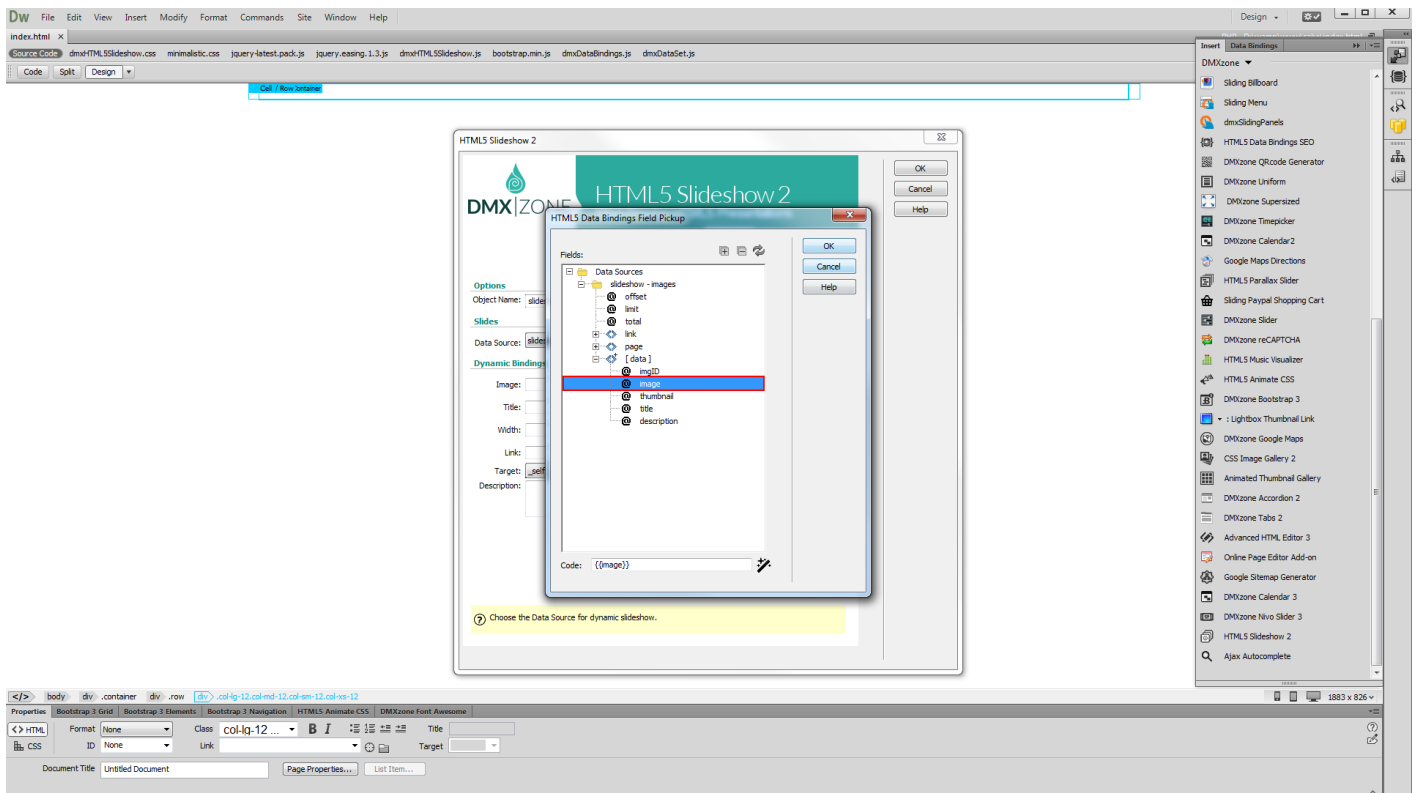 Dw File Edit View Insert Modify Format Commands Site Window Help
Design
index.html ×
Source Code dmxHTML5Slideshow.css minimalistic.css jquery-latest.pack.js jquery.easing.1.3.js dmxHTML5Slideshow.js bootstrap.min.js dmxDataBindings.js dmxDataSet.js
Code Split Design
Cell / Row
HTML5 Slideshow 2
DMX|ZONE
HTML5 Slideshow 2
OK
Cancel
Help
Options
Object Name: slide
Slides
Data Source: slides
Dynamic Bindings
Image:
Title:
Width:
Link:
Target: _self
Description:
Choose the Data Source for dynamic slideshow.
HTML5 Data Bindings Field Pickup
Fields:
Data Sources
slideshow - images
@ offset
@ limit
@ total
link
page
[ data ]
@ imgID
@ image
@ thumbnail
@ title
@ description
Code: {{image}}
OK
Cancel
Help
Insert Data Bindings
DMXzone
Sliding Billboard
Sliding Menu
dmxSlidingPanels
HTML5 Data Bindings SEO
DMXzone QRcode Generator
DMXzone Uniform
DMXzone Supersized
DMXzone Timepicker
DMXzone Calendar2
Google Maps Directions
HTML5 Parallax Slider
Sliding Paypal Shopping Cart
DMXzone Slider
DMXzone reCAPTCHA
HTML5 Music Visualizer
HTML5 Animate CSS
DMXzone Bootstrap 3
: Lightbox Thumbnail Link
DMXzone Google Maps
CSS Image Gallery 2
Animated Thumbnail Gallery
DMXzone Accordion 2
DMXzone Tabs 2
Advanced HTML Editor 3
Online Page Editor Add-on
Google Sitemap Generator
DMXzone Calendar 3
DMXzone Nivo Slider 3
HTML5 Slideshow 2
Ajax Autocomplete
</> body div .container div .row div .col-lg-12.col-md-12.col-sm-12.col-xs-12
1883 x 826
Properties Bootstrap 3 Grid Bootstrap 3 Elements Bootstrap 3 Navigation HTML5 Animate CSS DMXzone Font Awesome
<> HTML Format None Class col-lg-12 ... B I Title
CSS ID None Link Target
Document Title Untitled Document Page Properties... List Item...